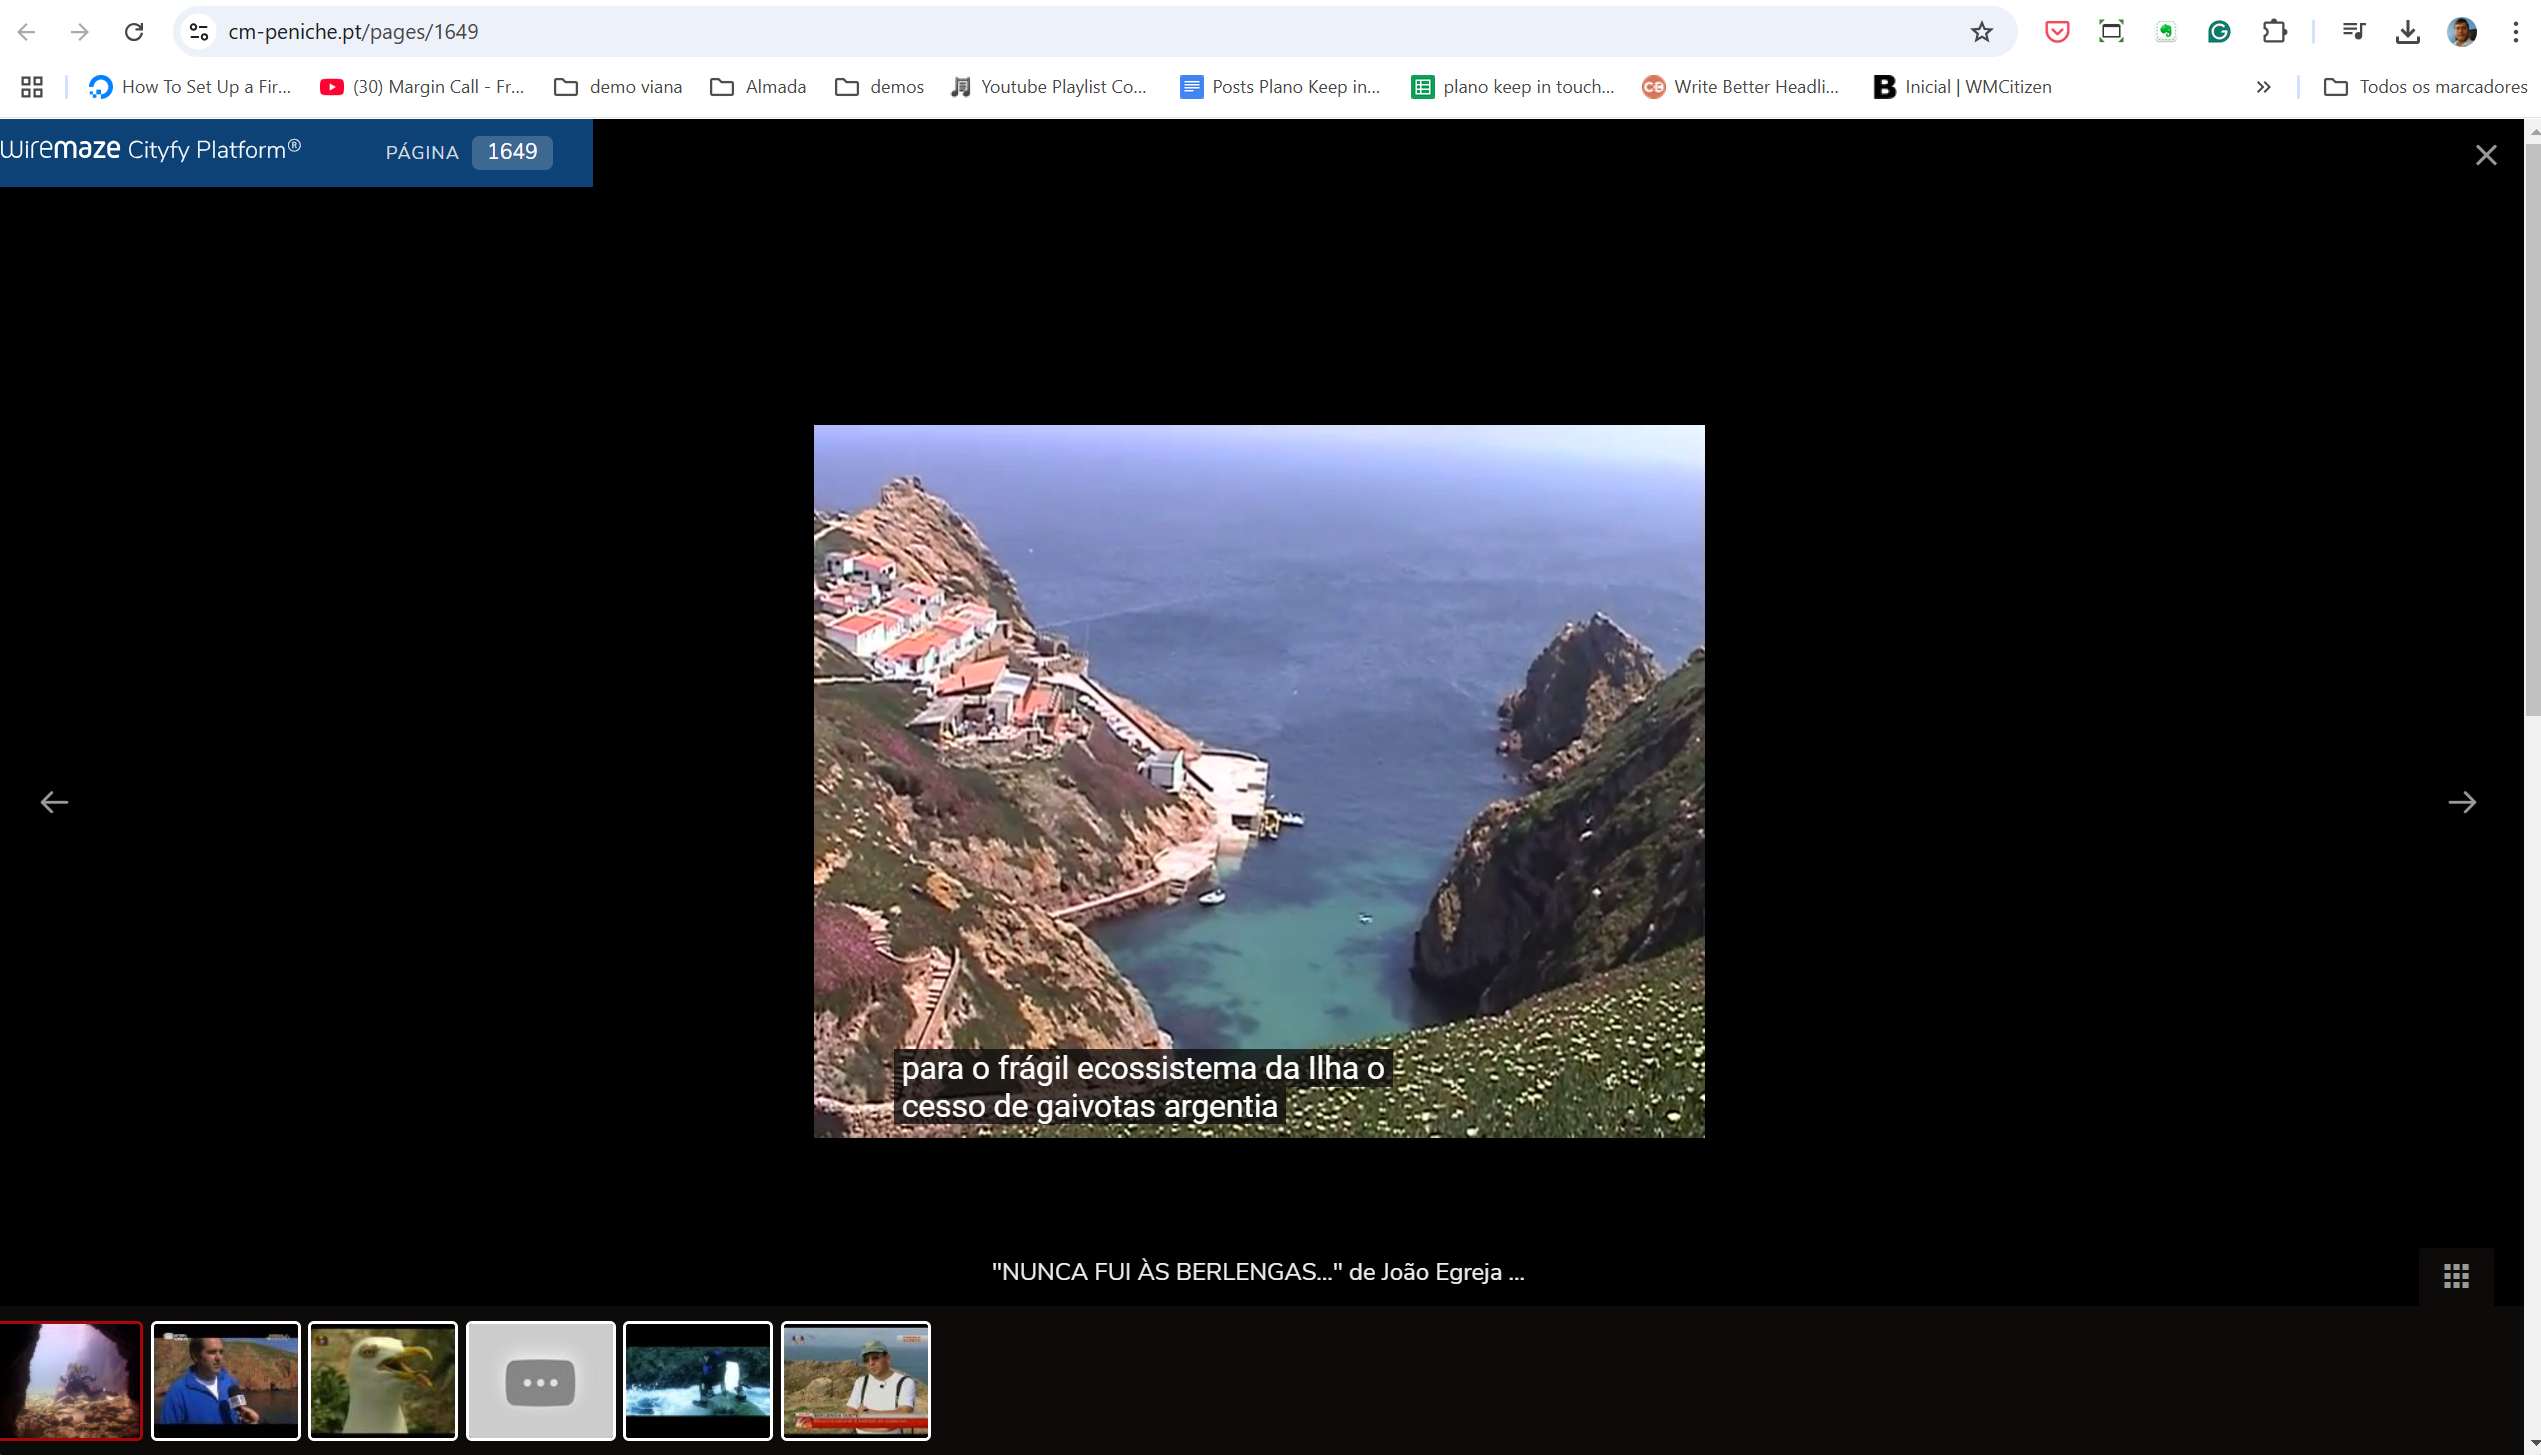 cm-peniche.pt/pages/1649
How To Set Up a Fir...
(30) Margin Call - Fr...
demo viana
Almada
demos
Youtube Playlist Co...
Posts Plano Keep in...
plano keep in touch...
Write Better Headli...
Inicial | WMCitizen
Todos os marcadores
wiremaze Cityfy Platform®
PÁGINA 1649
para o frágil ecossistema da Ilha o
cesso de gaivotas argentia
"NUNCA FUI ÀS BERLENGAS..." de João Egreja ...